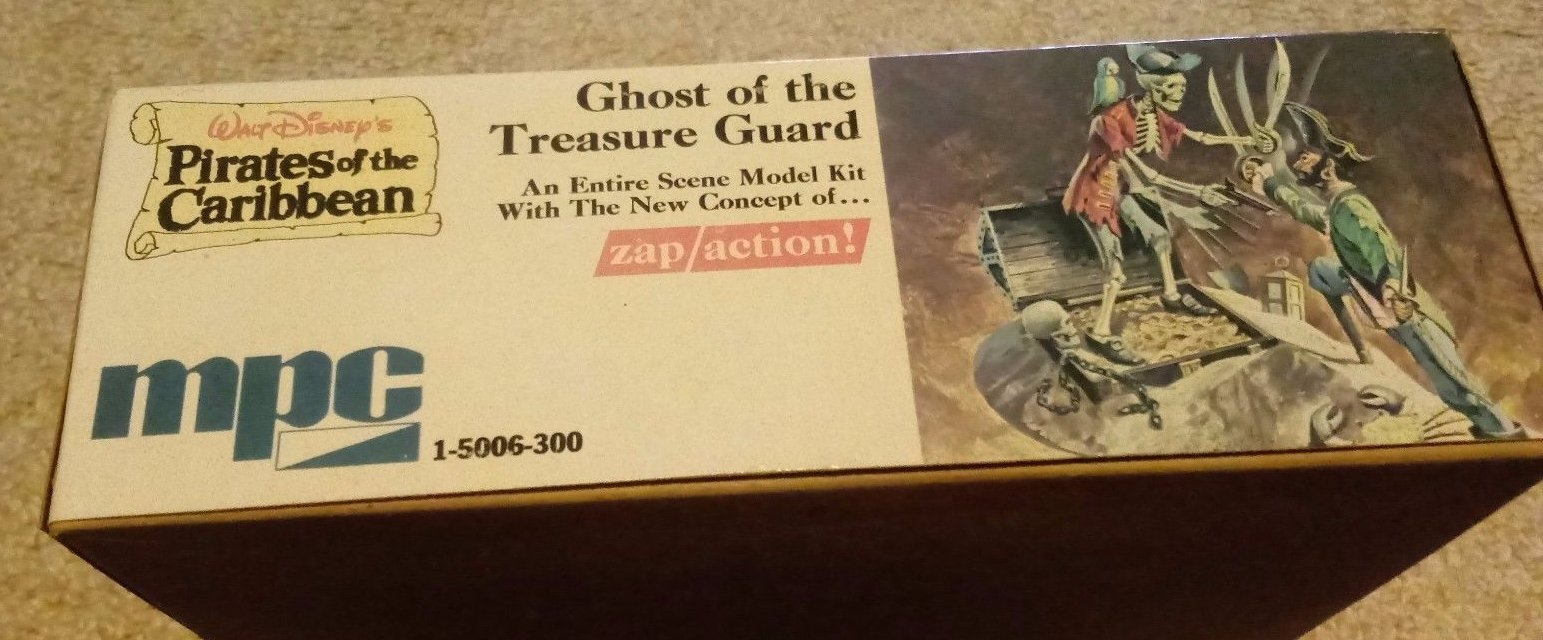 Walt Disney's
Pirates of the
Caribbean
Ghost of the
Treasure Guard
An Entire Scene Model Kit
With The New Concept of...
zap/action!
mpc
1-5006-300